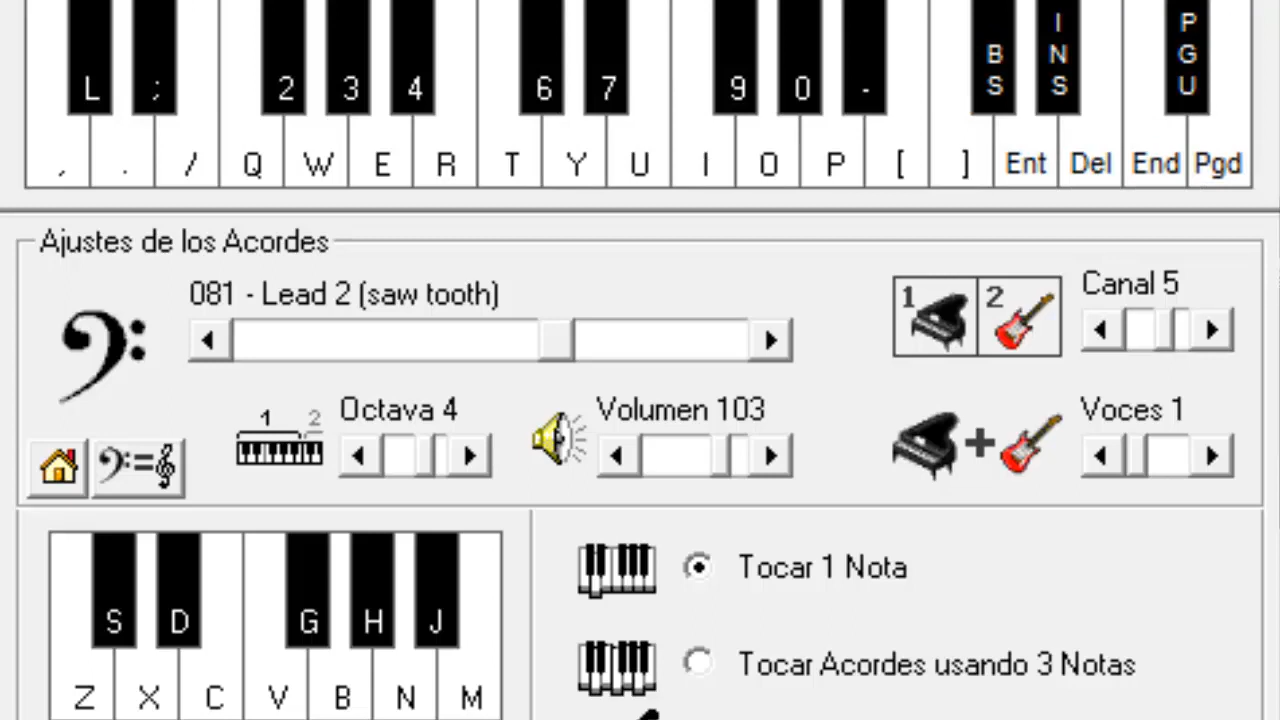 I P
B N G
L ; 2 3 4 6 7 9 0 - S S U
, . / Q W E R T Y U I O P [ ] Ent Del End Pgd
Ajustes de los Acordes
081 - Lead 2 (saw tooth)
1 2
Canal 5
1 2
Octava 4
Volumen 103
Voces 1
=
+
Tocar 1 Nota
S D G H J
Tocar Acordes usando 3 Notas
Z X C V B N M